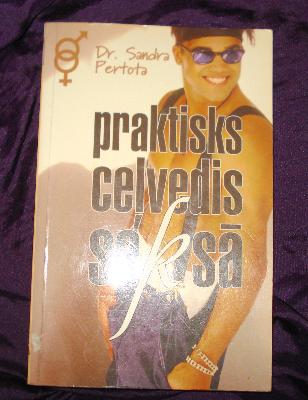 Dr. Sandra
Pertota
praktisks
ceļvedis
seksā